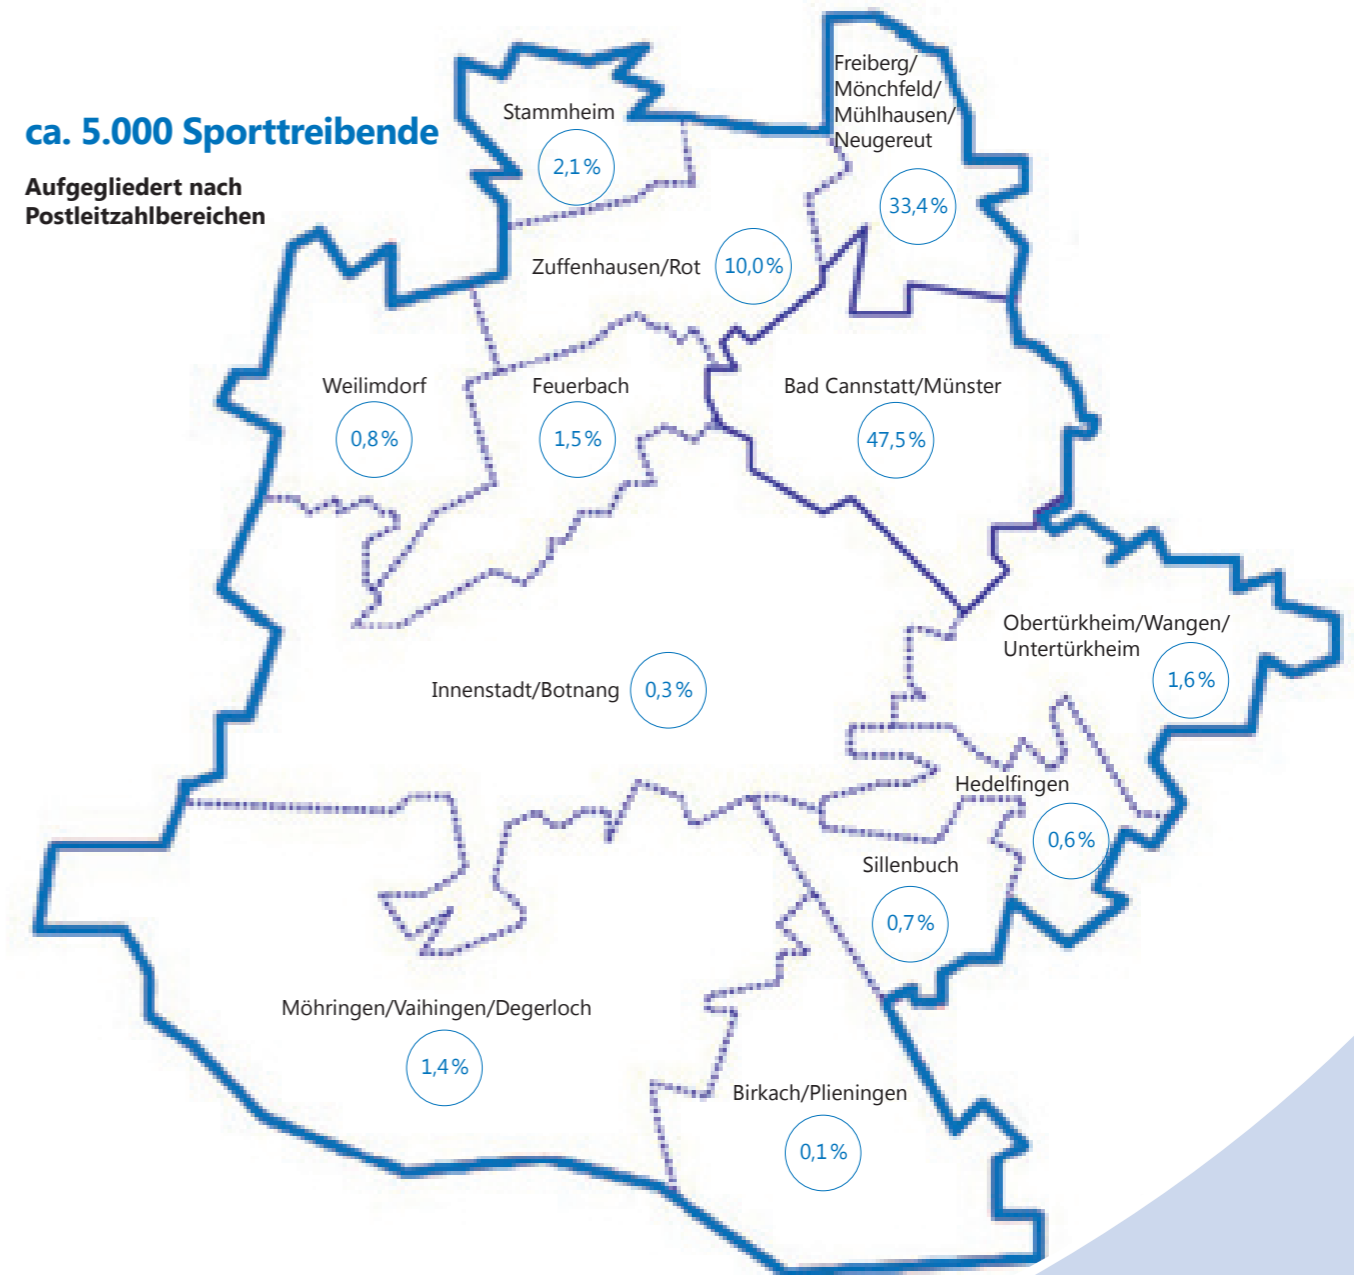 ca. 5.000 Sporttreibende
Aufgegliedert nach
Postleitzahlbereichen
Stammheim
2,1 %
Freiberg/
Mönchfeld/
Mühlhausen/
Neugereut
33,4 %
Zuffenhausen/Rot
10,0 %
Weilimdorf
0,8 %
Feuerbach
1,5 %
Bad Cannstatt/Münster
47,5 %
Obertürkheim/Wangen/
Untertürkheim
1,6 %
Innenstadt/Botnang
0,3 %
Hedelfingen
0,6 %
Sillenbuch
0,7 %
Möhringen/Vaihingen/Degerloch
1,4 %
Birkach/Plieningen
0,1 %